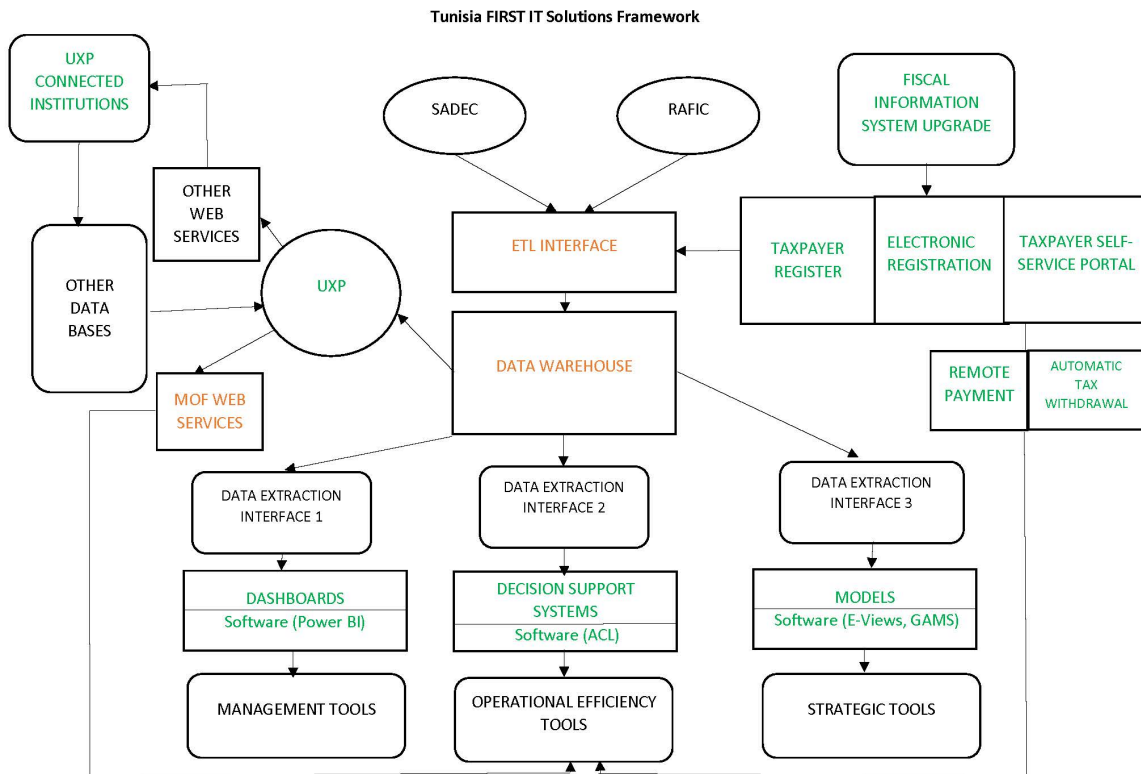 Tunisia FIRST IT Solutions Framework
UXP
CONNECTED
INSTITUTIONS
SADEC
RAFIC
FISCAL
INFORMATION
SYSTEM UPGRADE
OTHER
WEB
SERVICES
ETL INTERFACE
TAXPAYER
REGISTER
ELECTRONIC
REGISTRATION
TAXPAYER SELF-
SERVICE PORTAL
OTHER
DATA
BASES
UXP
DATA WAREHOUSE
REMOTE
PAYMENT
AUTOMATIC
TAX
WITHDRAWAL
MOF WEB
SERVICES
DATA EXTRACTION
INTERFACE 1
DATA EXTRACTION
INTERFACE 2
DATA EXTRACTION
INTERFACE 3
DASHBOARDS
Software (Power BI)
DECISION SUPPORT
SYSTEMS
Software (ACL)
MODELS
Software (E-Views, GAMS)
MANAGEMENT TOOLS
OPERATIONAL EFFICIENCY
TOOLS
STRATEGIC TOOLS